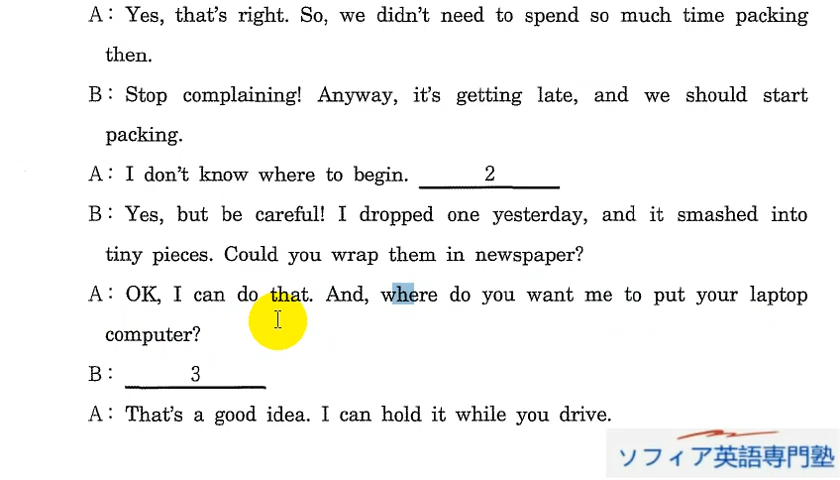 A: Yes, that's right. So, we didn't need to spend so much time packing
then.
B: Stop complaining! Anyway, it's getting late, and we should start
packing.
A: I don't know where to begin. 2
B: Yes, but be careful! I dropped one yesterday, and it smashed into
tiny pieces. Could you wrap them in newspaper?
A: OK, I can do that. And, where do you want me to put your laptop
computer?
B: 3
A: That's a good idea. I can hold it while you drive.
ソフィア英語専門塾